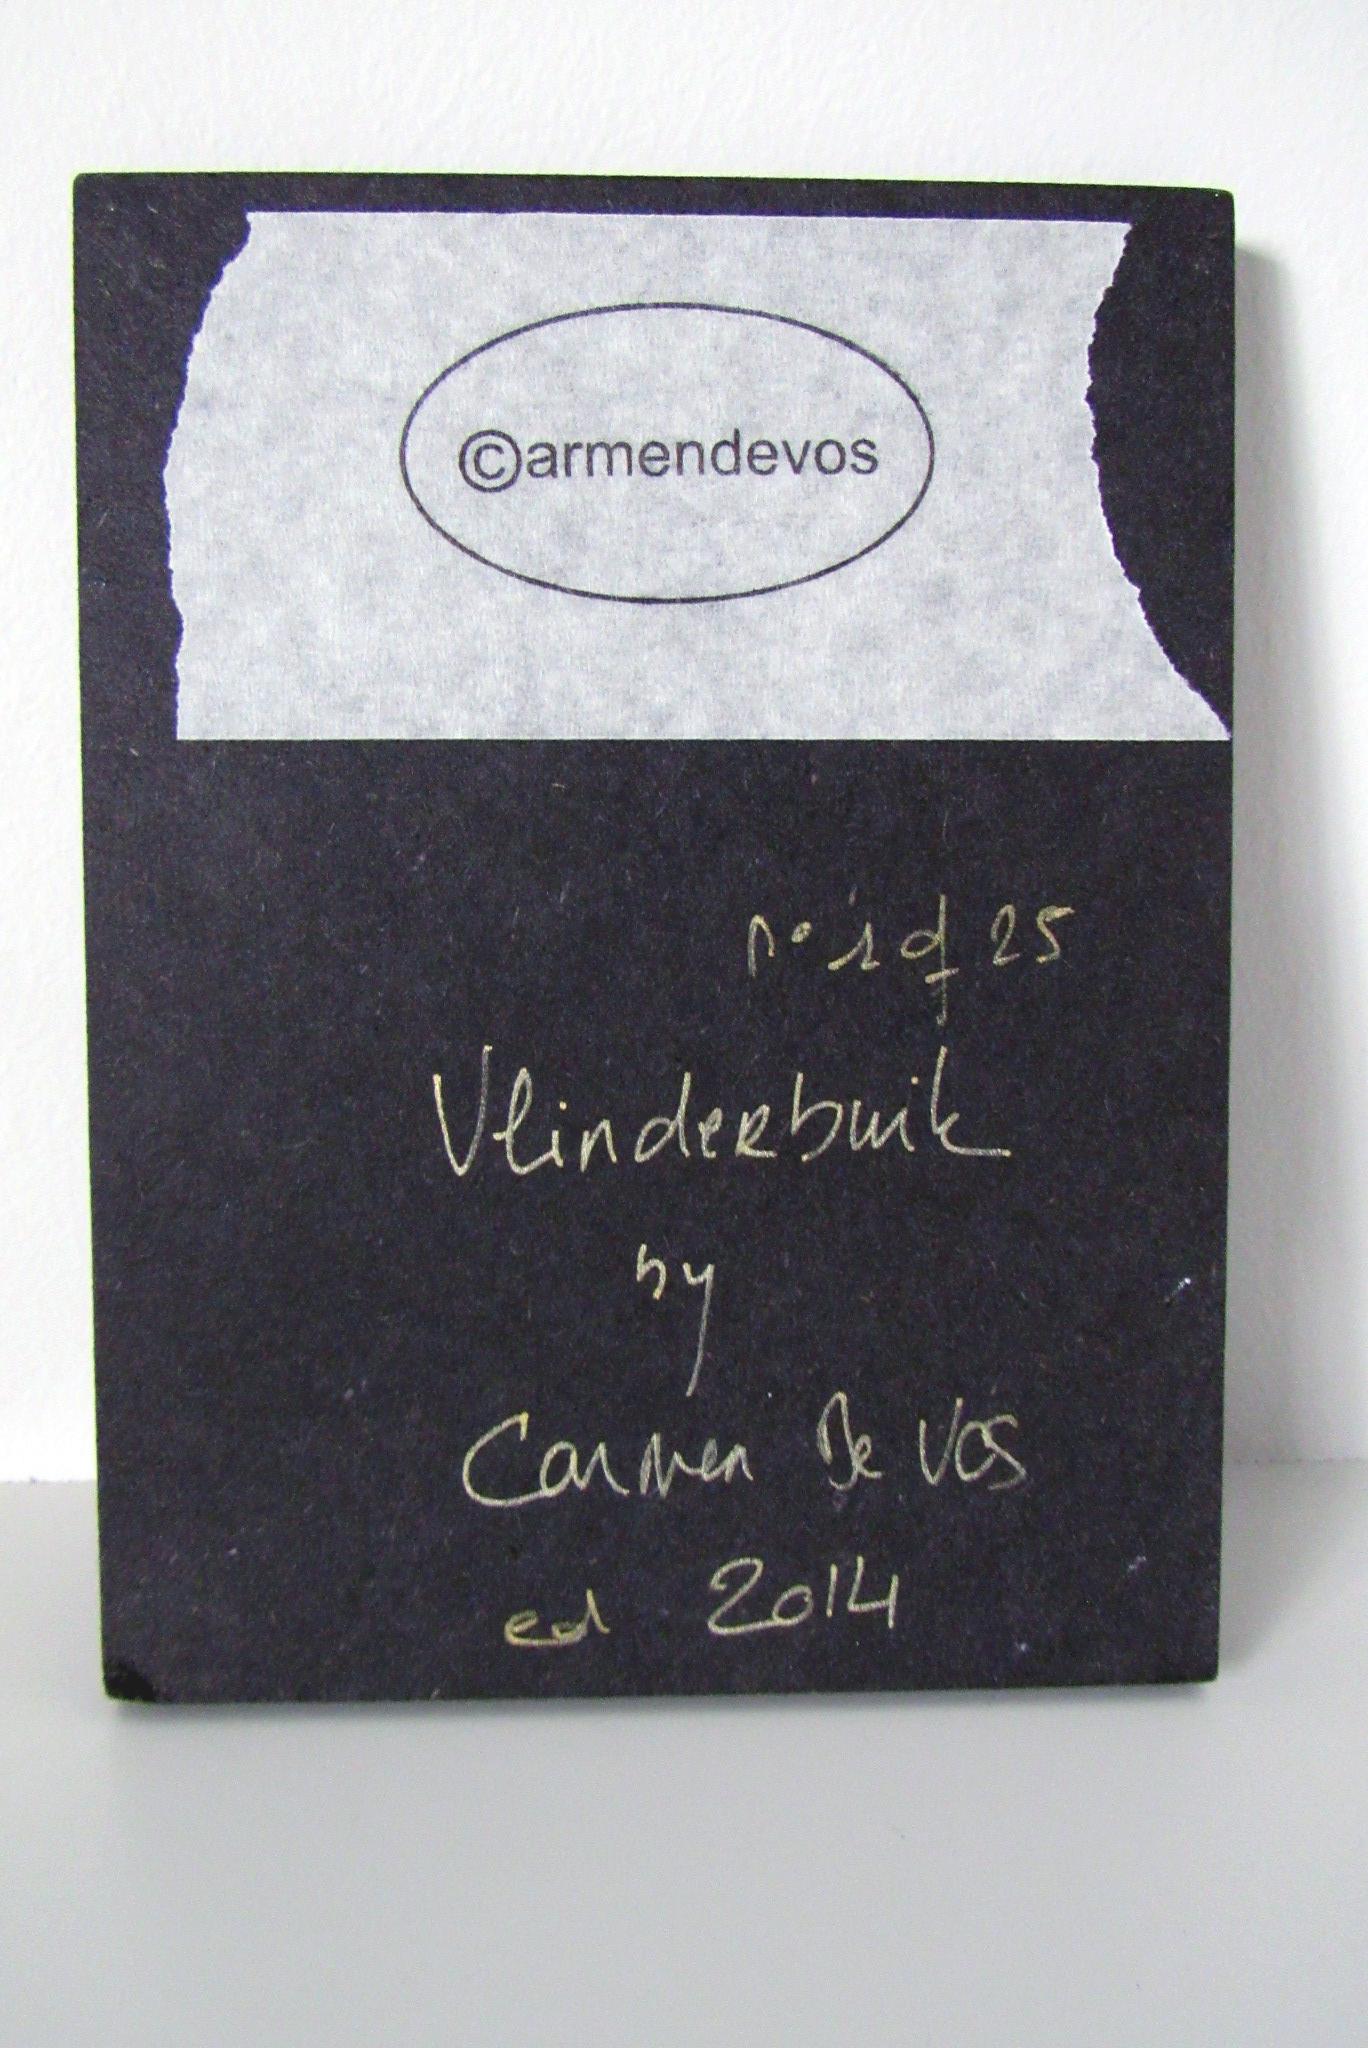 ©armendevos
n° 1 of 25
Vlinderbuik
by
Carmen De Vos
ed 2014